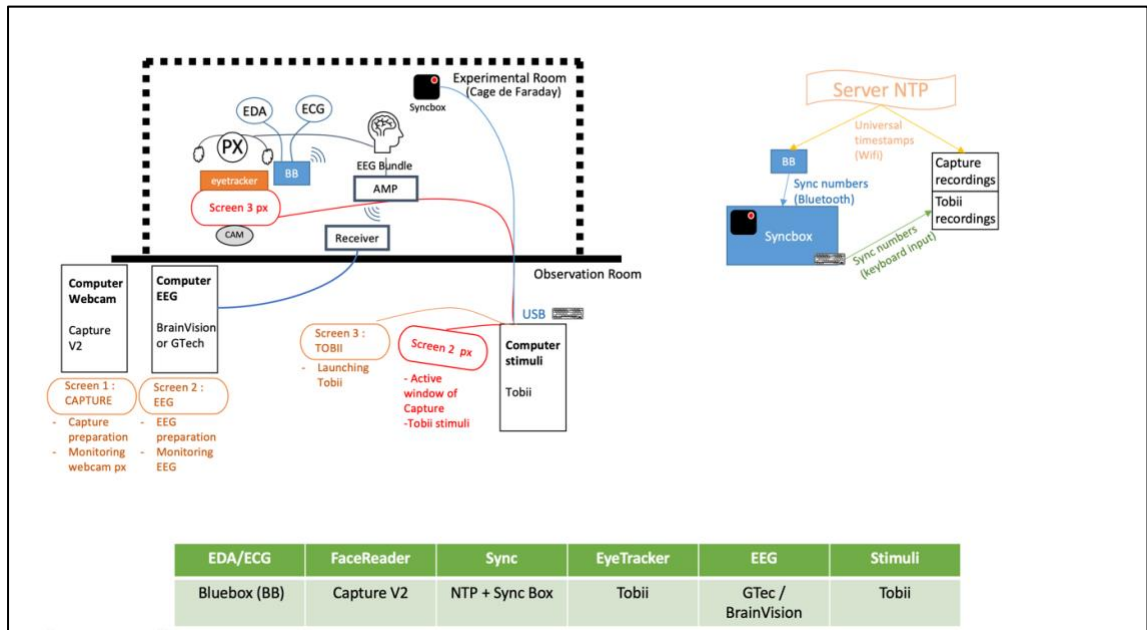 Experimental Room
(Cage de Faraday)
Syncbox
EDA
ECG
PX
BB
EEG Bundle
eyetracker
AMP
Screen 3 px
CAM
Receiver
Observation Room
Computer
Webcam
Capture
V2
Computer
EEG
BrainVision
or GTech
USB
Screen 3 :
TOBII
- Launching
Tobii
Screen 2 px
- Active
window of
Capture
-Tobii stimuli
Computer
stimuli
Tobii
Screen 1 :
CAPTURE
- Capture
preparation
- Monitoring
webcam px
Screen 2 :
EEG
- EEG
preparation
- Monitoring
EEG
Server NTP
Universal
timestamps
(Wifi)
BB
Sync numbers
(Bluetooth)
Capture
recordings
Tobii
recordings
Syncbox
Sync numbers
(keyboard input)
EDA/ECG FaceReader Sync EyeTracker EEG Stimuli
Bluebox (BB) Capture V2 NTP + Sync Box Tobii GTec / Tobii
BrainVision